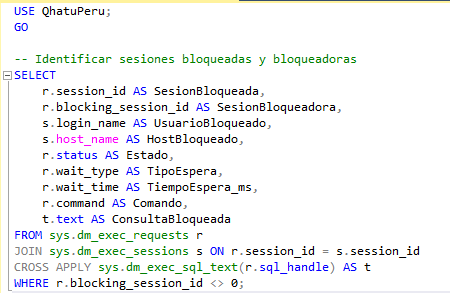 USE QhatuPeru;
GO
-- Identificar sesiones bloqueadas y bloqueadoras
SELECT
r.session_id AS SesionBloqueada,
r.blocking_session_id AS SesionBloqueadora,
s.login_name AS UsuarioBloqueado,
s.host_name AS HostBloqueado,
r.status AS Estado,
r.wait_type AS TipoEspera,
r.wait_time AS TiempoEspera_ms,
r.command AS Comando,
t.text AS ConsultaBloqueada
FROM sys.dm_exec_requests r
JOIN sys.dm_exec_sessions s ON r.session_id = s.session_id
CROSS APPLY sys.dm_exec_sql_text(r.sql_handle) AS t
WHERE r.blocking_session_id <> 0;